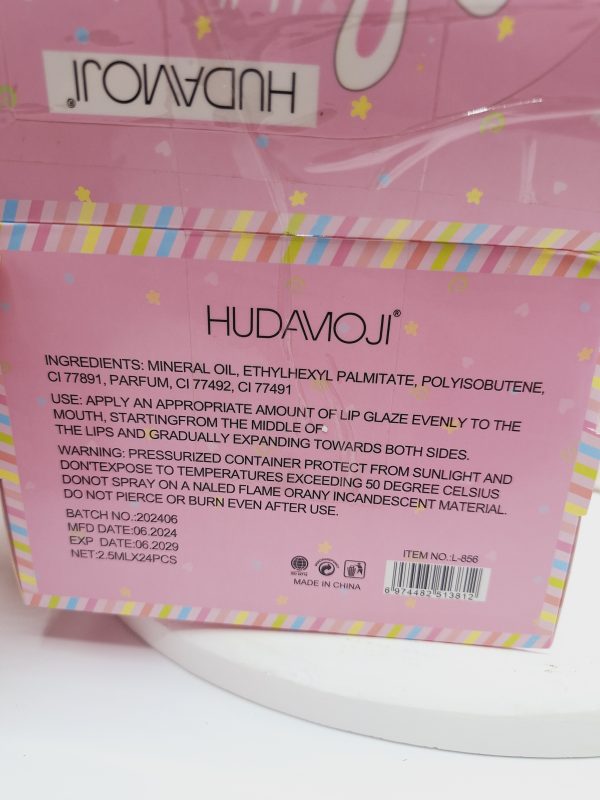 HUDAMOJI®
HUDAMOJI®
INGREDIENTS: MINERAL OIL, ETHYLHEXYL PALMITATE, POLYISOBUTENE,
CI 77891, PARFUM, CI 77492, CI 77491
USE: APPLY AN APPROPRIATE AMOUNT OF LIP GLAZE EVENLY TO THE
MOUTH, STARTINGFROM THE MIDDLE OF
THE LIPS AND GRADUALLY EXPANDING TOWARDS BOTH SIDES.
WARNING: PRESSURIZED CONTAINER PROTECT FROM SUNLIGHT AND
DON'TEXPOSE TO TEMPERATURES EXCEEDING 50 DEGREE CELSIUS
DONOT SPRAY ON A NALED FLAME ORANY INCANDESCENT MATERIAL.
DO NOT PIERCE OR BURN EVEN AFTER USE.
BATCH NO.:202406
MFD DATE:06.2024
EXP DATE:06.2029
NET:2.5MLX24PCS
MADE IN CHINA
ITEM NO.:L-856
6 974482 513812